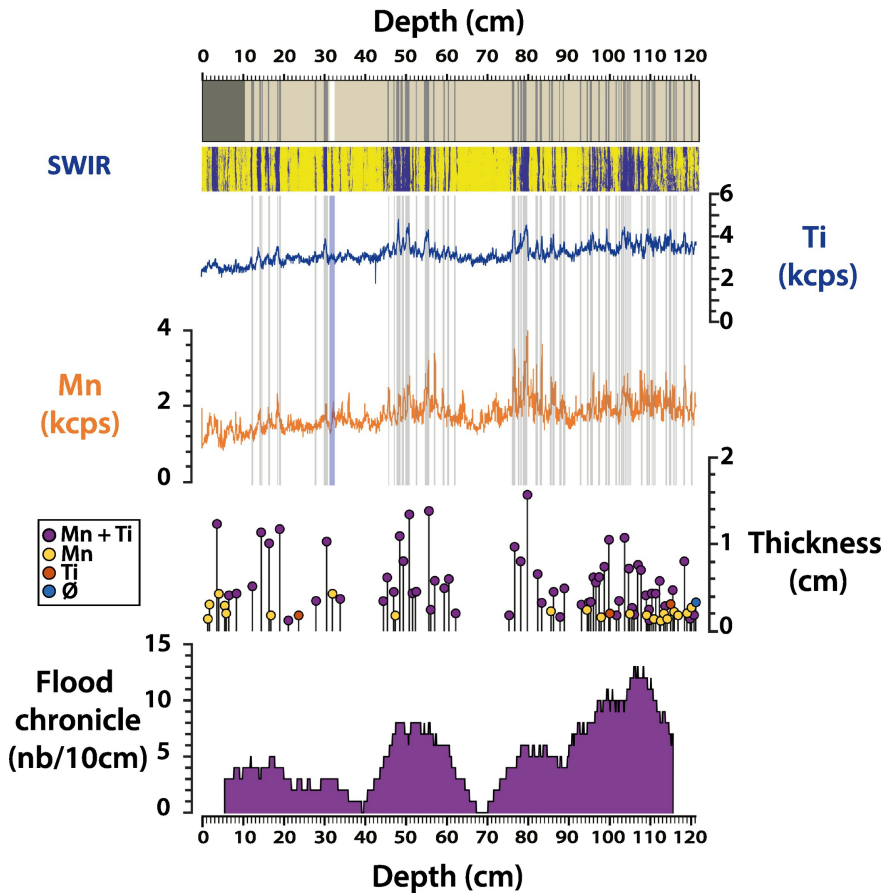 Depth (cm)
0 10 20 30 40 50 60 70 80 90 100 110 120
SWIR
6
4
2
0
Ti
(kcps)
4
2
0
Mn
(kcps)
2
1
0
Thickness
(cm)
Mn + Ti
Mn
Ti
Ø
15
10
5
0
Flood
chronicle
(nb/10cm)
0 10 20 30 40 50 60 70 80 90 100 110 120
Depth (cm)